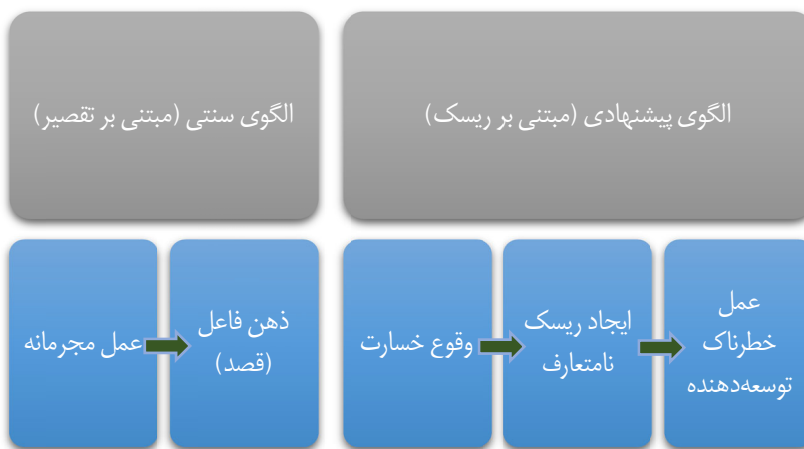 الگوی پیشنهادی (مبتنی بر ریسک)
الگوی سنتی (مبتنی بر تقصیر)
عمل
خطرناک
توسعه‌دهنده
ایجاد ریسک
نامتعارف
وقوع خسارت
ذهن فاعل
(قصد)
عمل مجرمانه